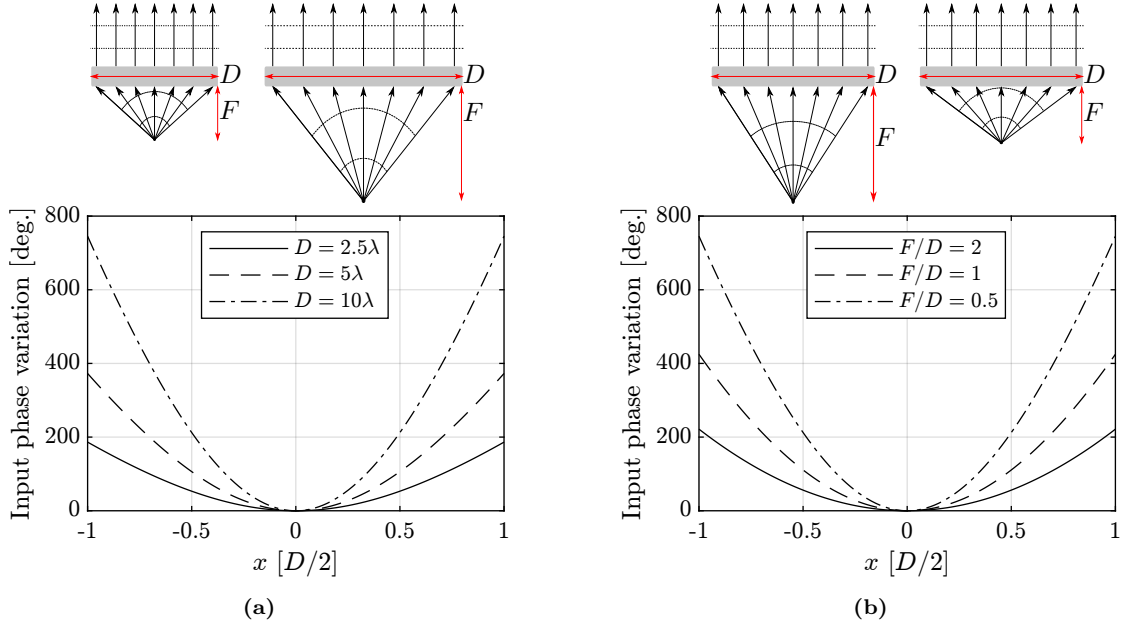 D
F
D
F
Input phase variation [deg.]
800
600
400
200
0
D = 2.5λ
D = 5λ
D = 10λ
-1 -0.5 0 0.5 1
x [D/2]
(a)
D
F
D
F
Input phase variation [deg.]
800
600
400
200
0
F/D = 2
F/D = 1
F/D = 0.5
-1 -0.5 0 0.5 1
x [D/2]
(b)